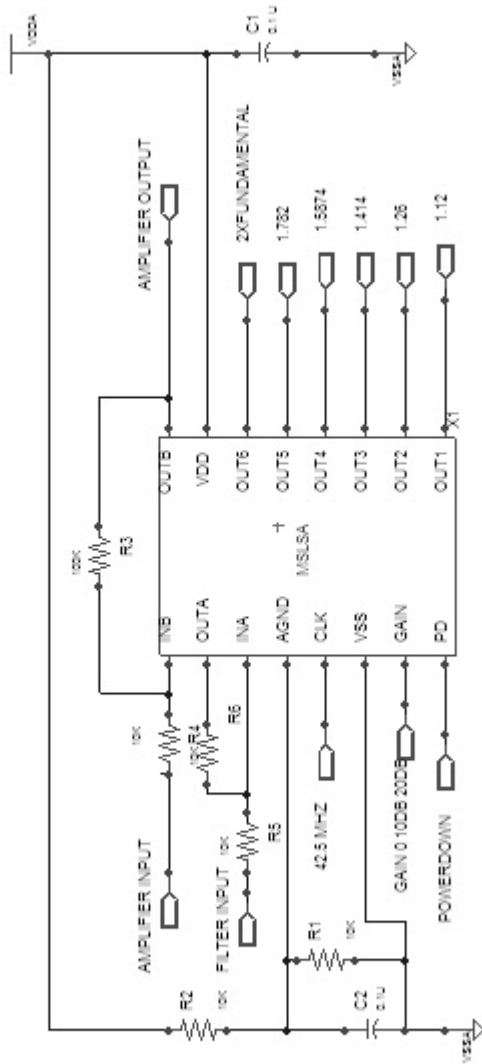 VDDA
100K
R3
10K
AMPLIFIER INPUT
AMPLIFIER OUTPUT
INB
OUTB
R4
10K
R6
OUTA
VDD
R2
10K
C1
0.1 U
VSSA
10K
FILTER INPUT
R5
INA
OUT6
2XFUNDAMENTAL
MSLSA
AGND
OUT5
1.782
42.5 MHZ
CLK
OUT4
1.5874
R1
10K
VSS
OUT3
1.414
C2
0.1U
GAIN 0 10DB 20DB
GAIN
OUT2
1.26
VSSA
POWERDOWN
PD
OUT1
1.12
X1